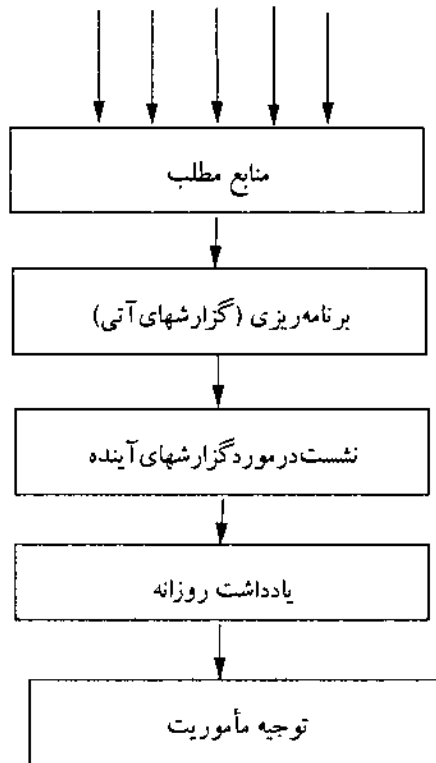 منابع مطلب
برنامه‌ریزی (گزارشهای آتی)
نشست در مورد گزارشهای آینده
یادداشت روزانه
توجیه مأموریت